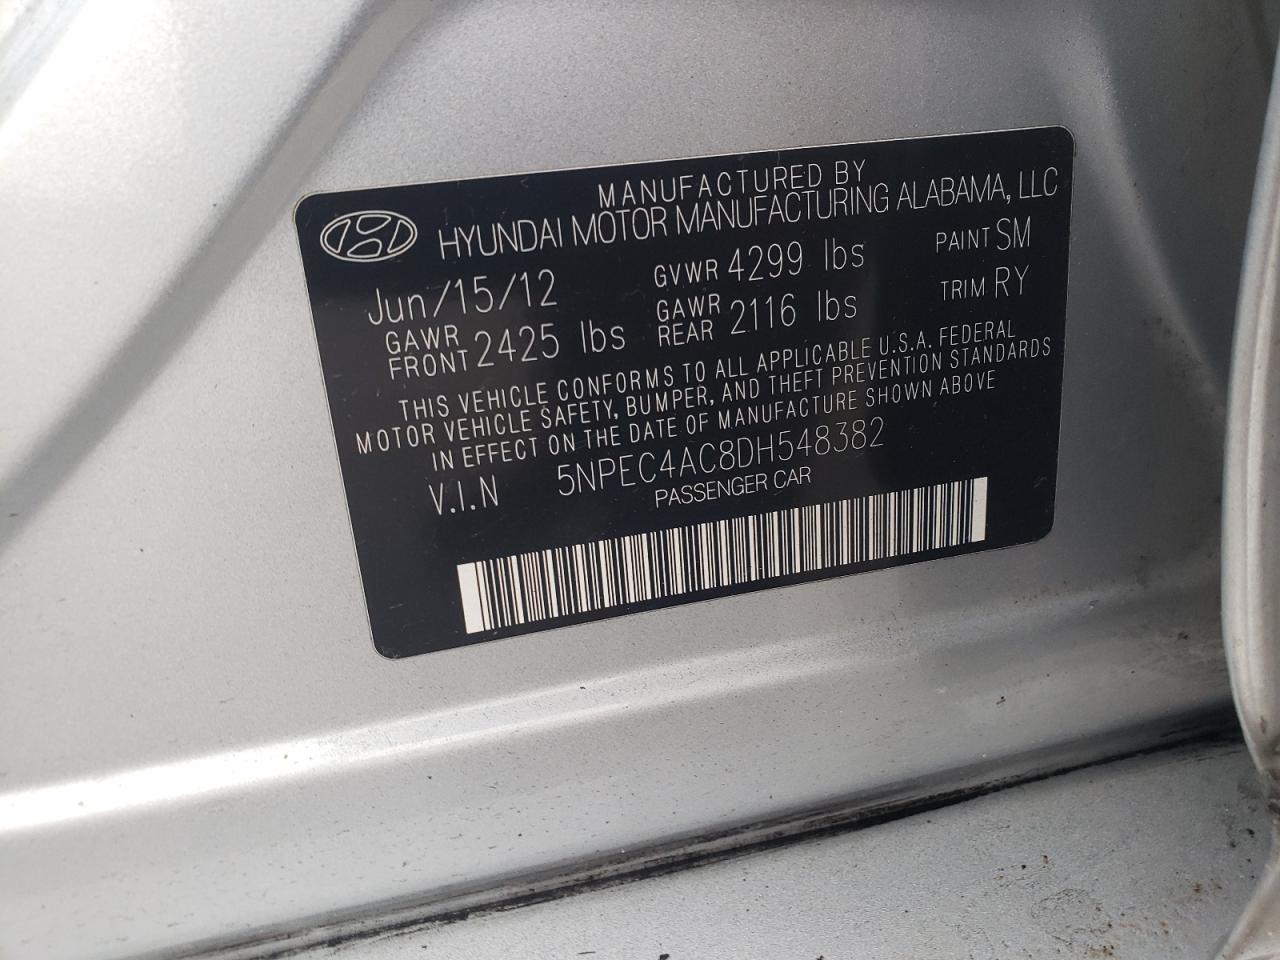 MANUFACTURED BY
HYUNDAI MOTOR MANUFACTURING ALABAMA, LLC
Jun/15/12 GVWR 4299 lbs PAINT SM
GAWR FRONT 2425 lbs GAWR REAR 2116 lbs TRIM RY
THIS VEHICLE CONFORMS TO ALL APPLICABLE U.S.A. FEDERAL
MOTOR VEHICLE SAFETY, BUMPER, AND THEFT PREVENTION STANDARDS
IN EFFECT ON THE DATE OF MANUFACTURE SHOWN ABOVE
V.I.N 5NPEC4AC8DH548382
PASSENGER CAR